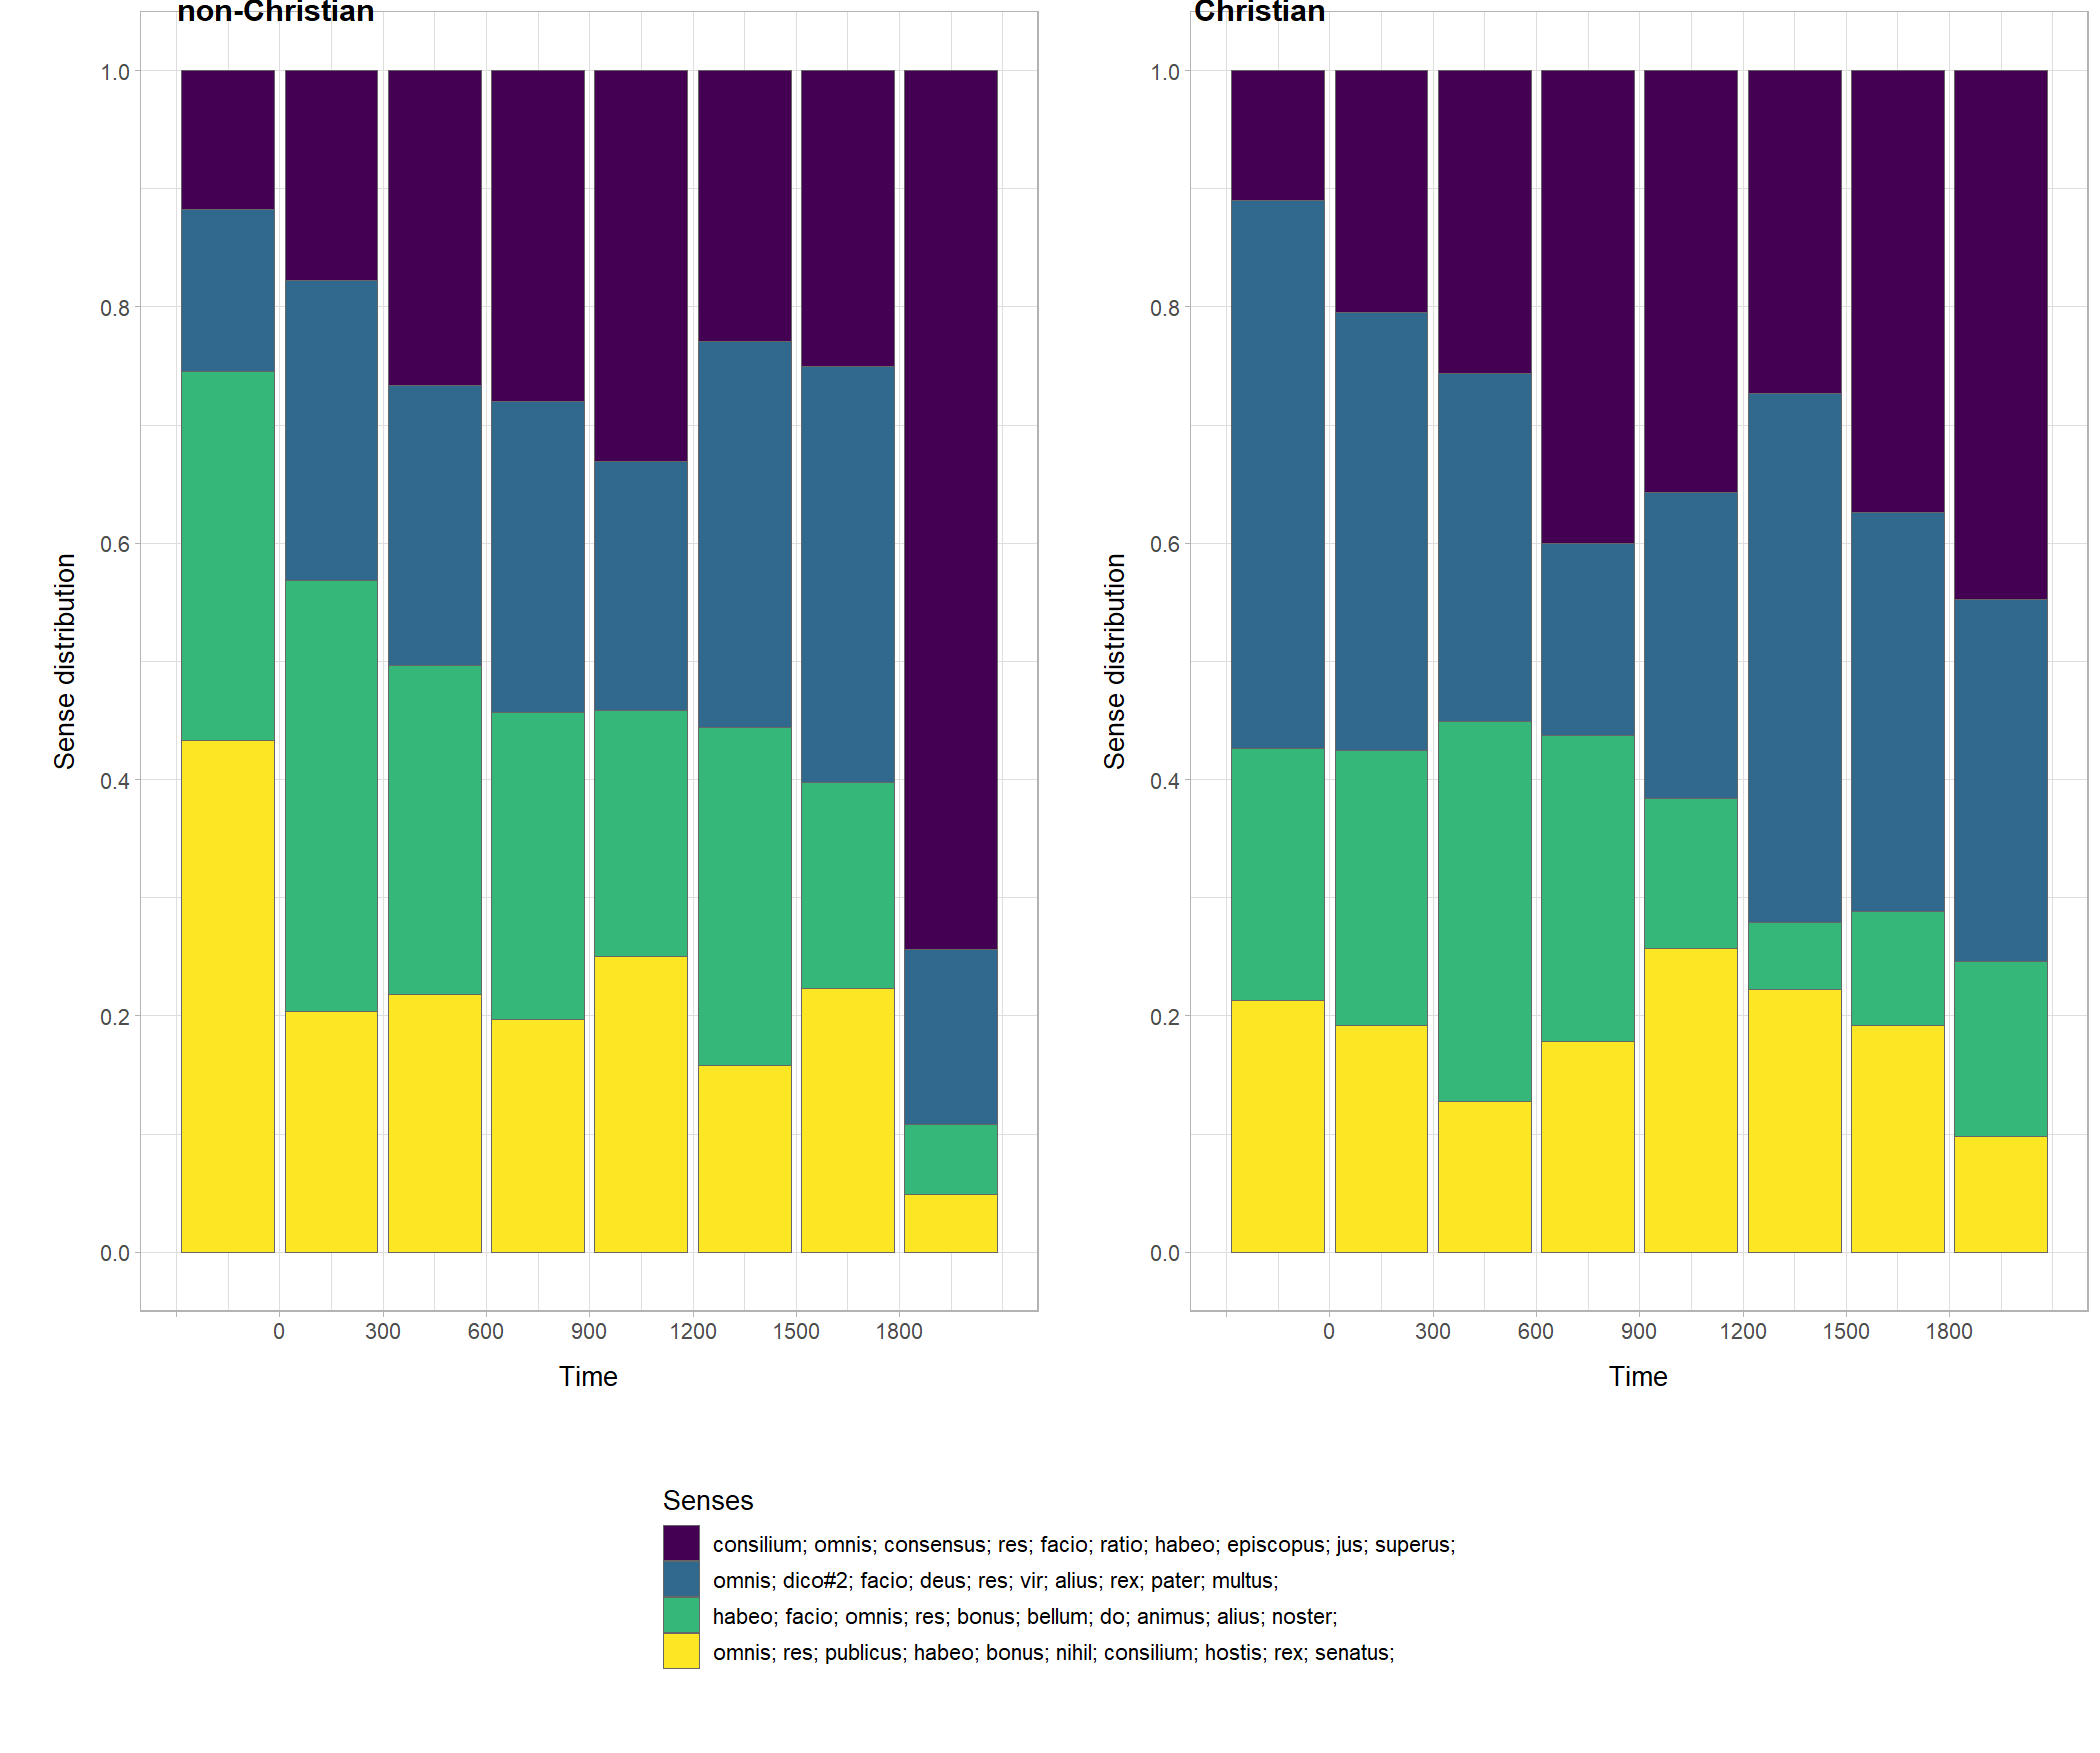 non-Christian
Christian
Sense distribution
1.0
0.8
0.6
0.4
0.2
0.0
0 300 600 900 1200 1500 1800
Time
Sense distribution
1.0
0.8
0.6
0.4
0.2
0.0
0 300 600 900 1200 1500 1800
Time
Senses
consilium; omnis; consensus; res; facio; ratio; habeo; episcopus; jus; superus;
omnis; dico#2; facio; deus; res; vir; alius; rex; pater; multus;
habeo; facio; omnis; res; bonus; bellum; do; animus; alius; noster;
omnis; res; publicus; habeo; bonus; nihil; consilium; hostis; rex; senatus;